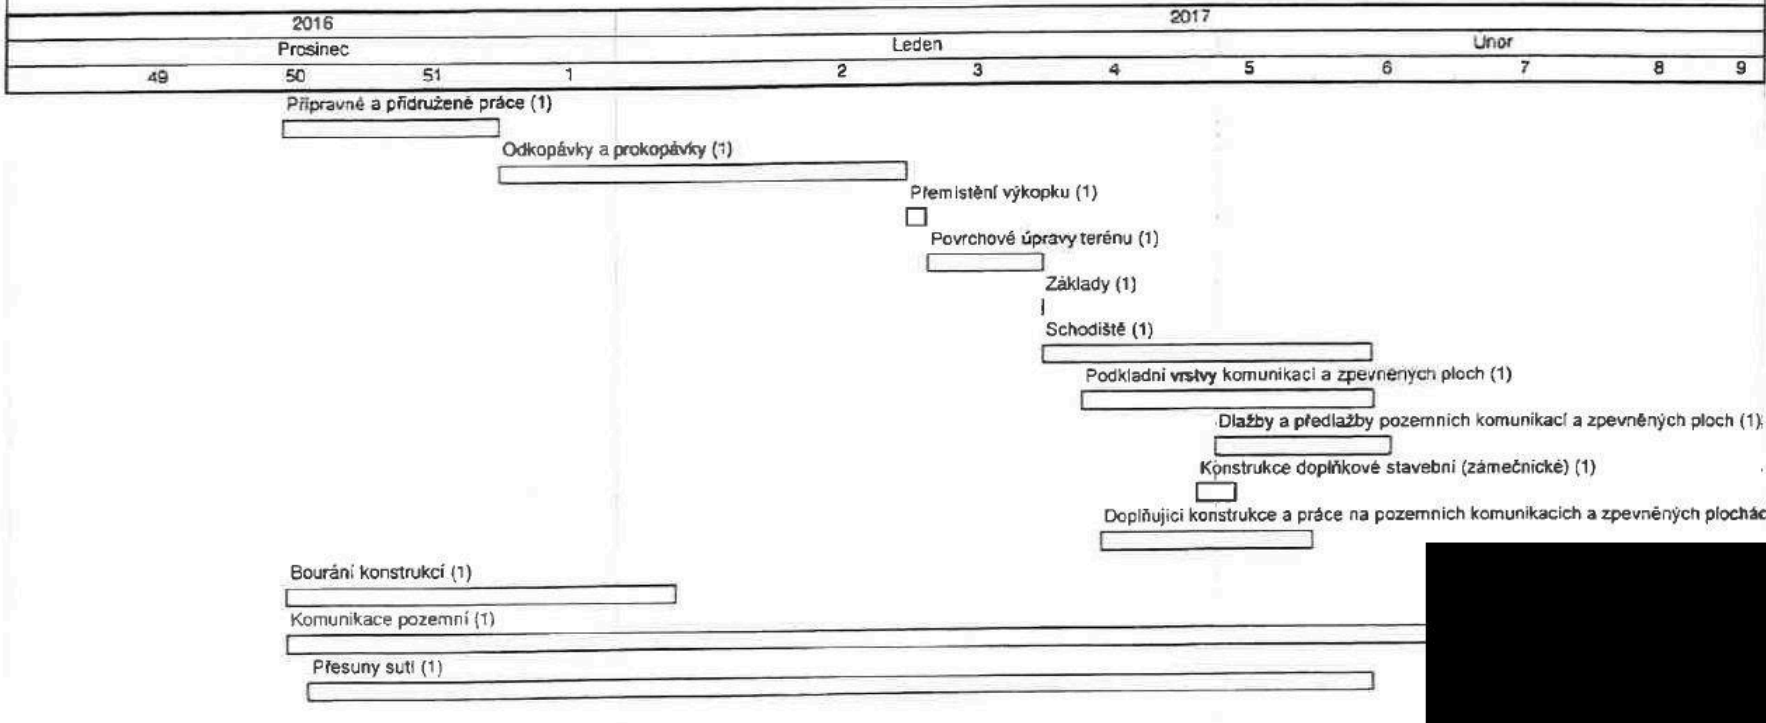 2016 2017
Prosinec Leden Únor
49 50 51 1 2 3 4 5 6 7 8 9
Přípravné a přidružené práce (1)
Odkopávky a prokopávky (1)
Přemístění výkopku (1)
Povrchové úpravy terénu (1)
Základy (1)
Schodiště (1)
Podkladní vrstvy komunikací a zpevněných ploch (1)
Dlažby a předlažby pozemních komunikací a zpevněných ploch (1)
Konstrukce doplňkové stavební (zámečnické) (1)
Doplňující konstrukce a práce na pozemních komunikacích a zpevněných plochác
Bourání konstrukcí (1)
Komunikace pozemní (1)
Přesuny sutí (1)